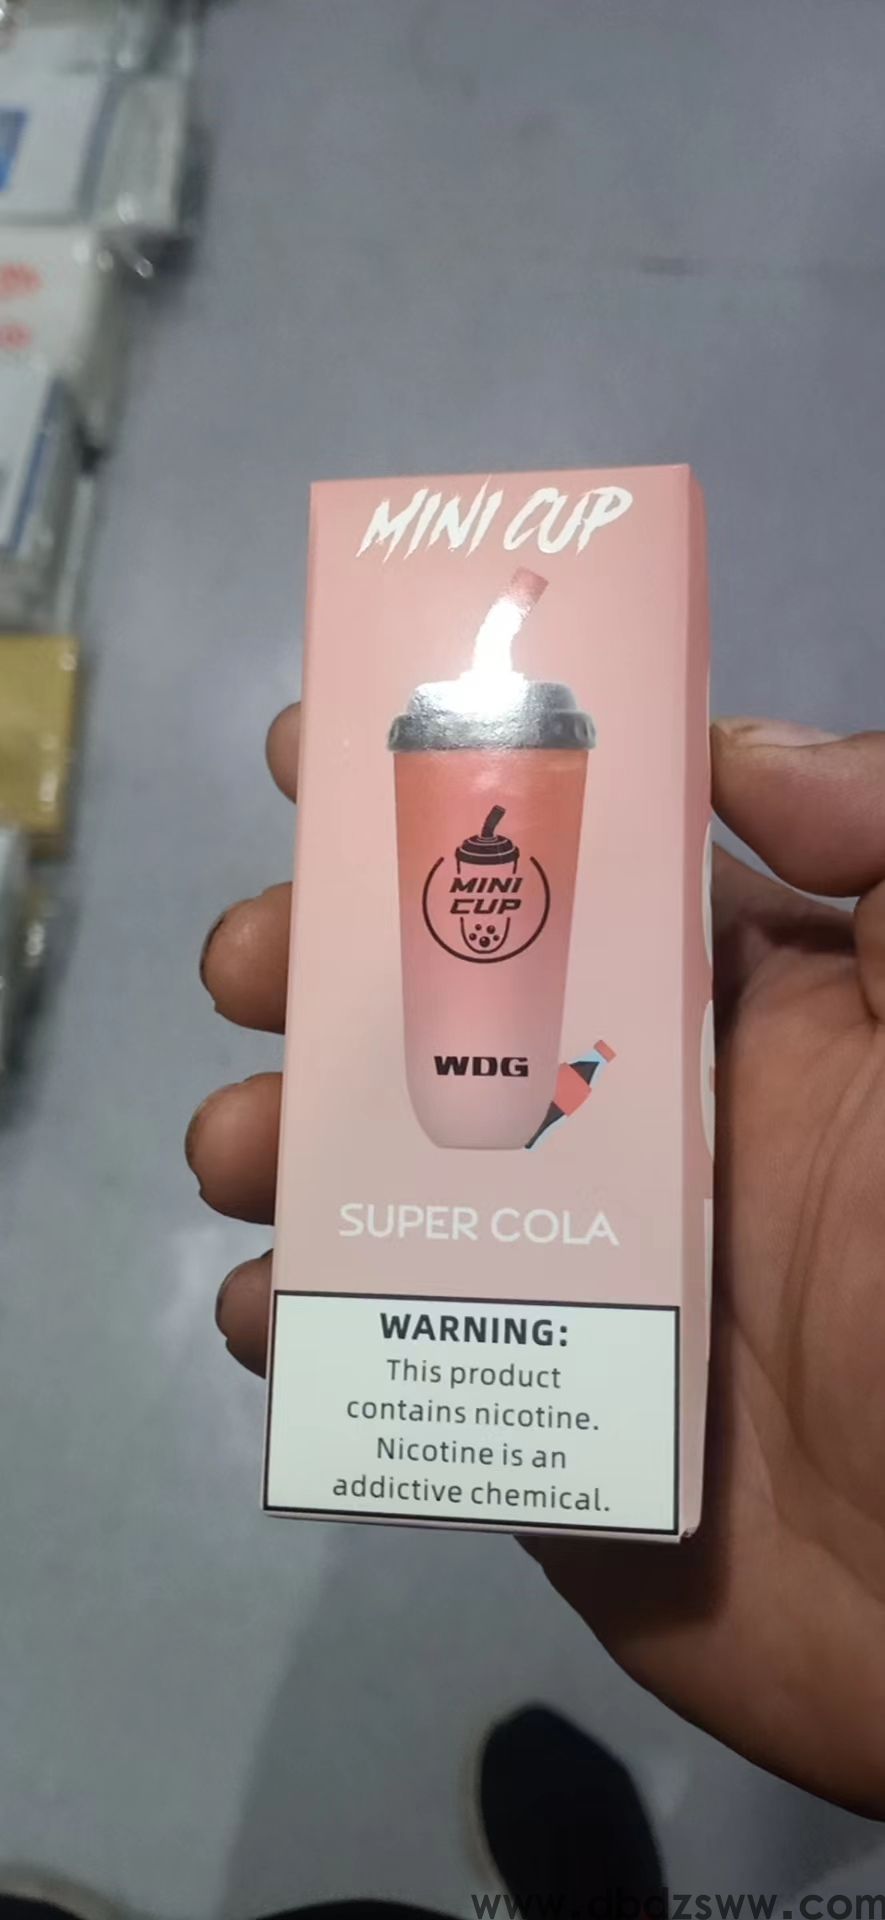 MINI CUP
MINI
CUP
WDG
SUPER COLA
WARNING:
This product
contains nicotine.
Nicotine is an
addictive chemical.
www.dbdzsww.com